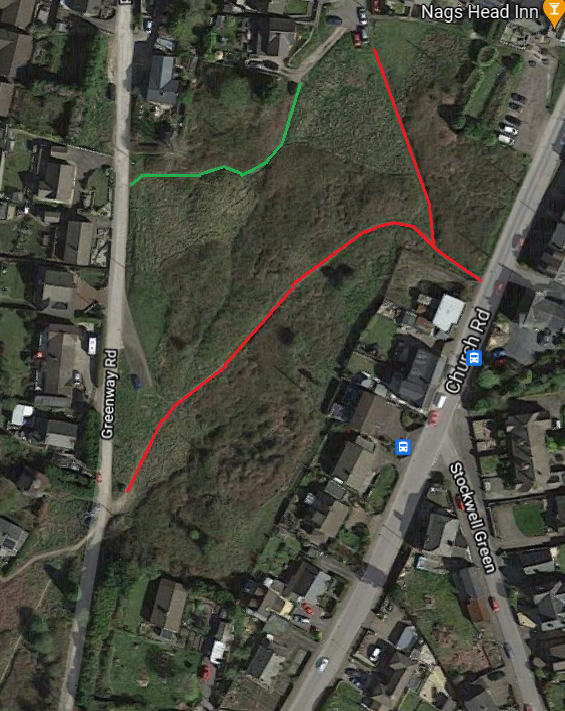 Nags Head Inn
Greenway Rd
Church Rd
Stockwell Green